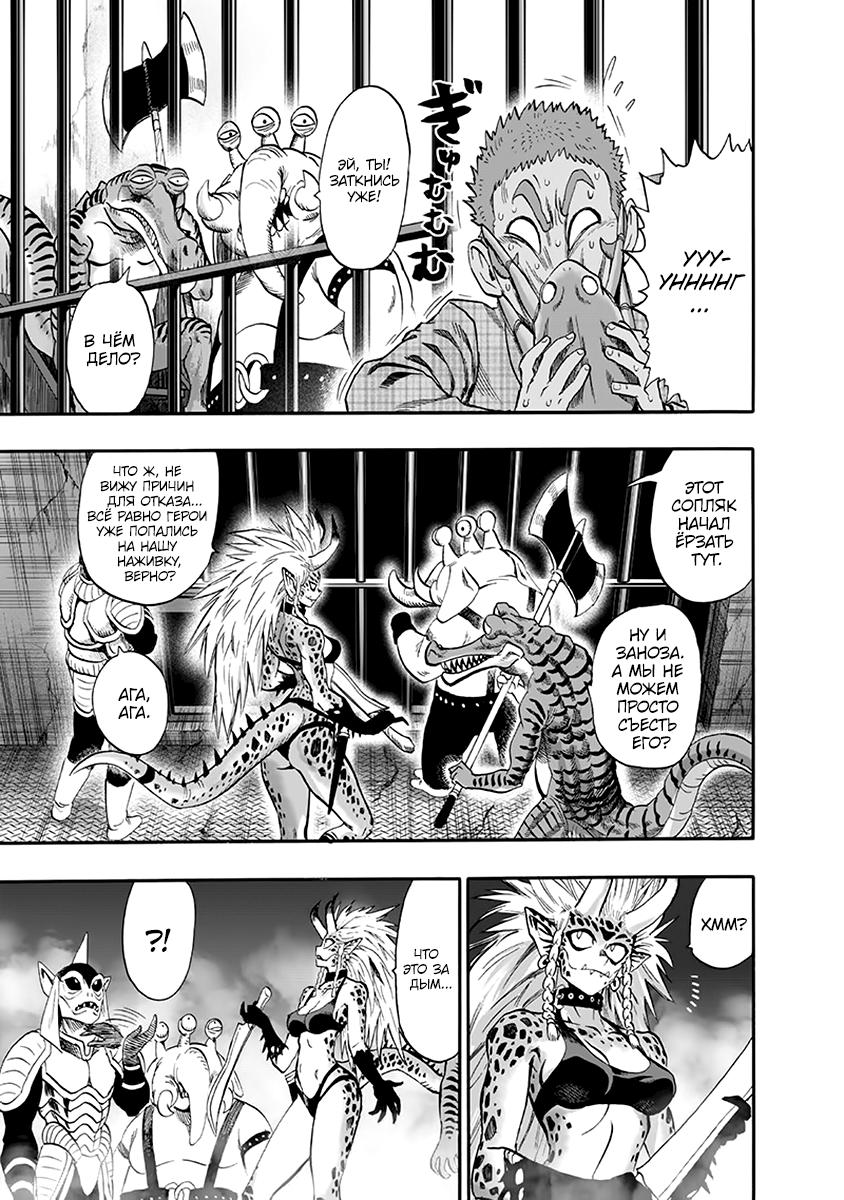 УУУ-
УНННГ
...
ぎゅむむむ
ЭЙ, ТЫ!
ЗАТКНИСЬ
УЖЕ!
В ЧЁМ
ДЕЛО?
ЭТОТ
СОПЛЯК
НАЧАЛ
ЁРЗАТЬ
ТУТ.
НУ И
ЗАНОЗА.
А МЫ НЕ
МОЖЕМ
ПРОСТО
СЪЕСТЬ
ЕГО?
ЧТО Ж, НЕ
ВИЖУ ПРИЧИН
ДЛЯ ОТКАЗА...
ВСЁ РАВНО ГЕРОИ
УЖЕ ПОПАЛИСЬ
НА НАШУ
НАЖИВКУ,
ВЕРНО?
АГА,
АГА.
ХММ?
ЧТО
ЭТО ЗА
ДЫМ...
?!